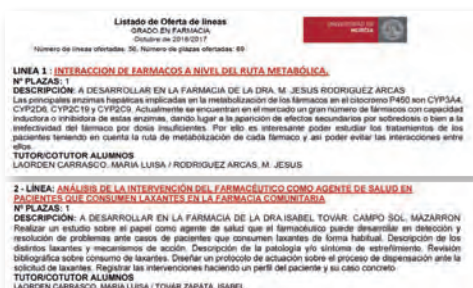 Listado de Oferta de líneas
GRADO EN FARMACIA
Octubre de 2016/2017
Número de líneas ofertadas: 56. Número de plazas ofertadas: 69
UNIVERSIDAD DE
MURCIA
LINEA 1 : INTERACCION DE FARMACOS A NIVEL DEL RUTA METABÓLICA.
Nº PLAZAS: 1
DESCRIPCIÓN: A DESARROLLAR EN LA FARMACIA DE LA DRA. M. JESUS RODRIGUEZ ARCAS
Las principales enzimas hepáticas implicadas en la metabolización de los fármacos en el citocromo P450 son CYP3A4,
CYP2D6, CYP2C19 y CYP2C9. Actualmente se encuentran en el mercado un gran número de fármacos con capacidad
inductora o inhibidora de estas enzimas, dando lugar a la aparición de efectos secundarios por sobredosis o bien a la
inefectividad del fármaco por dosis insuficientes. Por ello es interesante poder estudiar los tratamientos de los
pacientes teniendo en cuenta la ruta de metabolización de cada fármaco y así poder evitar las interacciones entre
ellos.
TUTOR/COTUTOR ALUMNOS
LAORDEN CARRASCO, MARIA LUISA / RODRIGUEZ ARCAS, M. JESUS
2 - LÍNEA: ANÁLISIS DE LA INTERVENCIÓN DEL FARMACÉUTICO COMO AGENTE DE SALUD EN
PACIENTES QUE CONSUMEN LAXANTES EN LA FARMACIA COMUNITARIA
Nº PLAZAS: 1
DESCRIPCIÓN: A DESARROLLAR EN LA FARMACIA DE LA DRA.ISABEL TOVAR. CAMPO SOL. MAZARRON
Realizar un estudio sobre el papel como agente de salud que el farmacéutico puede desarrollar en detección y
resolución de problemas ante casos de pacientes que consumen laxantes de forma habitual. Descripción de los
distintos laxantes y mecanismos de acción. Descripción de la patología y/o síntoma de estreñimiento. Revisión
bibliográfica sobre consumo de laxantes. Diseñar un protocolo de actuación sobre el proceso de dispensación ante la
solicitud de laxantes. Registrar las intervenciones haciendo un perfil del paciente y su caso concreto
TUTOR/COTUTOR ALUMNOS
LAORDEN CARRASCO, MARIA LUISA / TOVAR ZAPATA, ISABEL